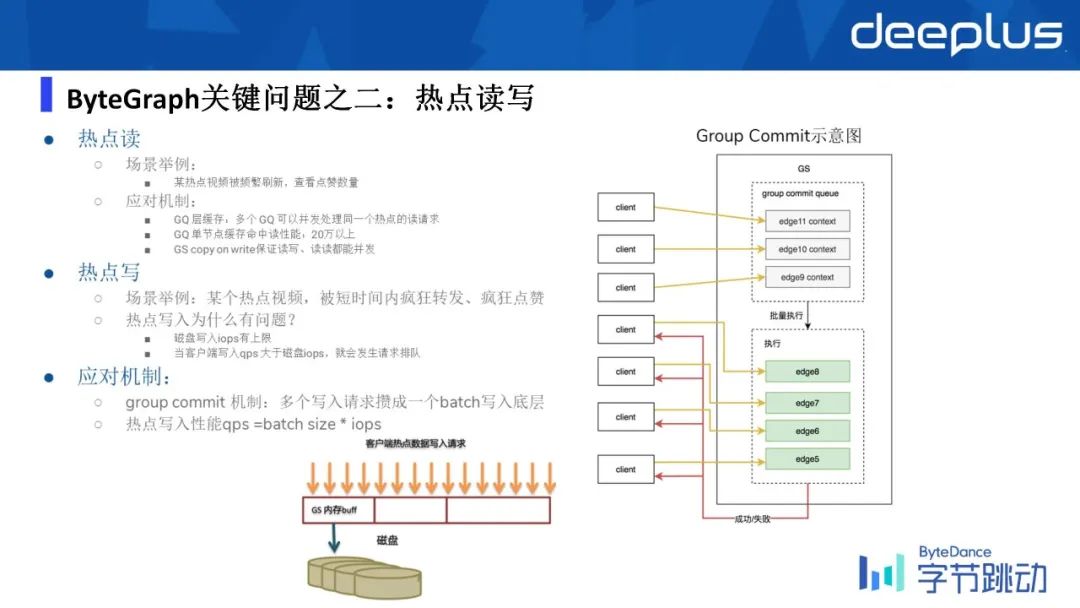 deeplus
ByteGraph关键问题之二：热点读写
热点读
场景举例：
某热点视频被频繁刷新，查看点赞数量
应对机制：
GQ 层缓存，多个 GQ 可以并发处理同一个热点的读请求
GQ 单节点缓存命中读性能，20万以上
GS copy on write保证读写、读读都能并发
热点写
场景举例：某个热点视频，被短时间内疯狂转发、疯狂点赞
热点写入为什么有问题？
磁盘写入iops有上限
当客户端写入qps 大于磁盘iops，就会发生请求排队
应对机制：
group commit 机制：多个写入请求攒成一个batch写入底层
热点写入性能qps =batch size * iops
客户端热点数据写入请求
GS 内存buff
磁盘
Group Commit示意图
GS
group commit queue
client
edge11 context
client
edge10 context
client
edge9 context
批量执行
client
执行
client
edge8
client
edge7
edge6
client
edge5
成功/失败
ByteDance
字节跳动